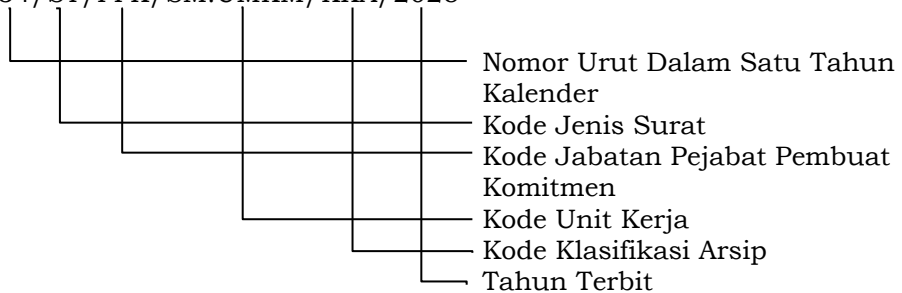 Nomor Urut Dalam Satu Tahun
Kalender
Kode Jenis Surat
Kode Jabatan Pejabat Pembuat
Komitmen
Kode Unit Kerja
Kode Klasifikasi Arsip
Tahun Terbit